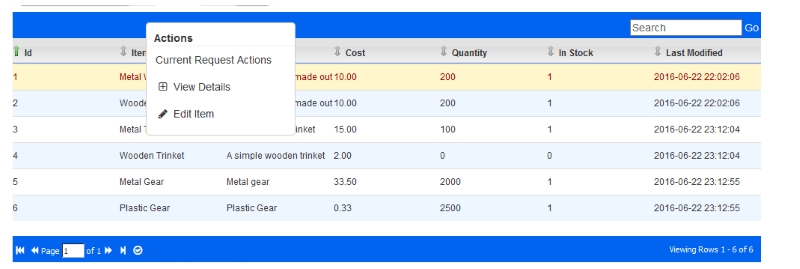 Search Go
Id Cost Quantity In Stock Last Modified
Actions
Current Request Actions
View Details
Edit Item
1 Metal made out 10.00 200 1 2016-06-22 22:02:06
2 made out 10.00 200 1 2016-06-22 22:02:06
3 Metal 15.00 100 1 2016-06-22 23:12:04
4 Wooden Trinket A simple wooden trinket 2.00 0 0 2016-06-22 23:12:04
5 Metal Gear Metal gear 33.50 2000 1 2016-06-22 23:12:55
6 Plastic Gear Plastic Gear 0.33 2500 1 2016-06-22 23:12:55
Page 1 of 1 Viewing Rows 1 - 6 of 6